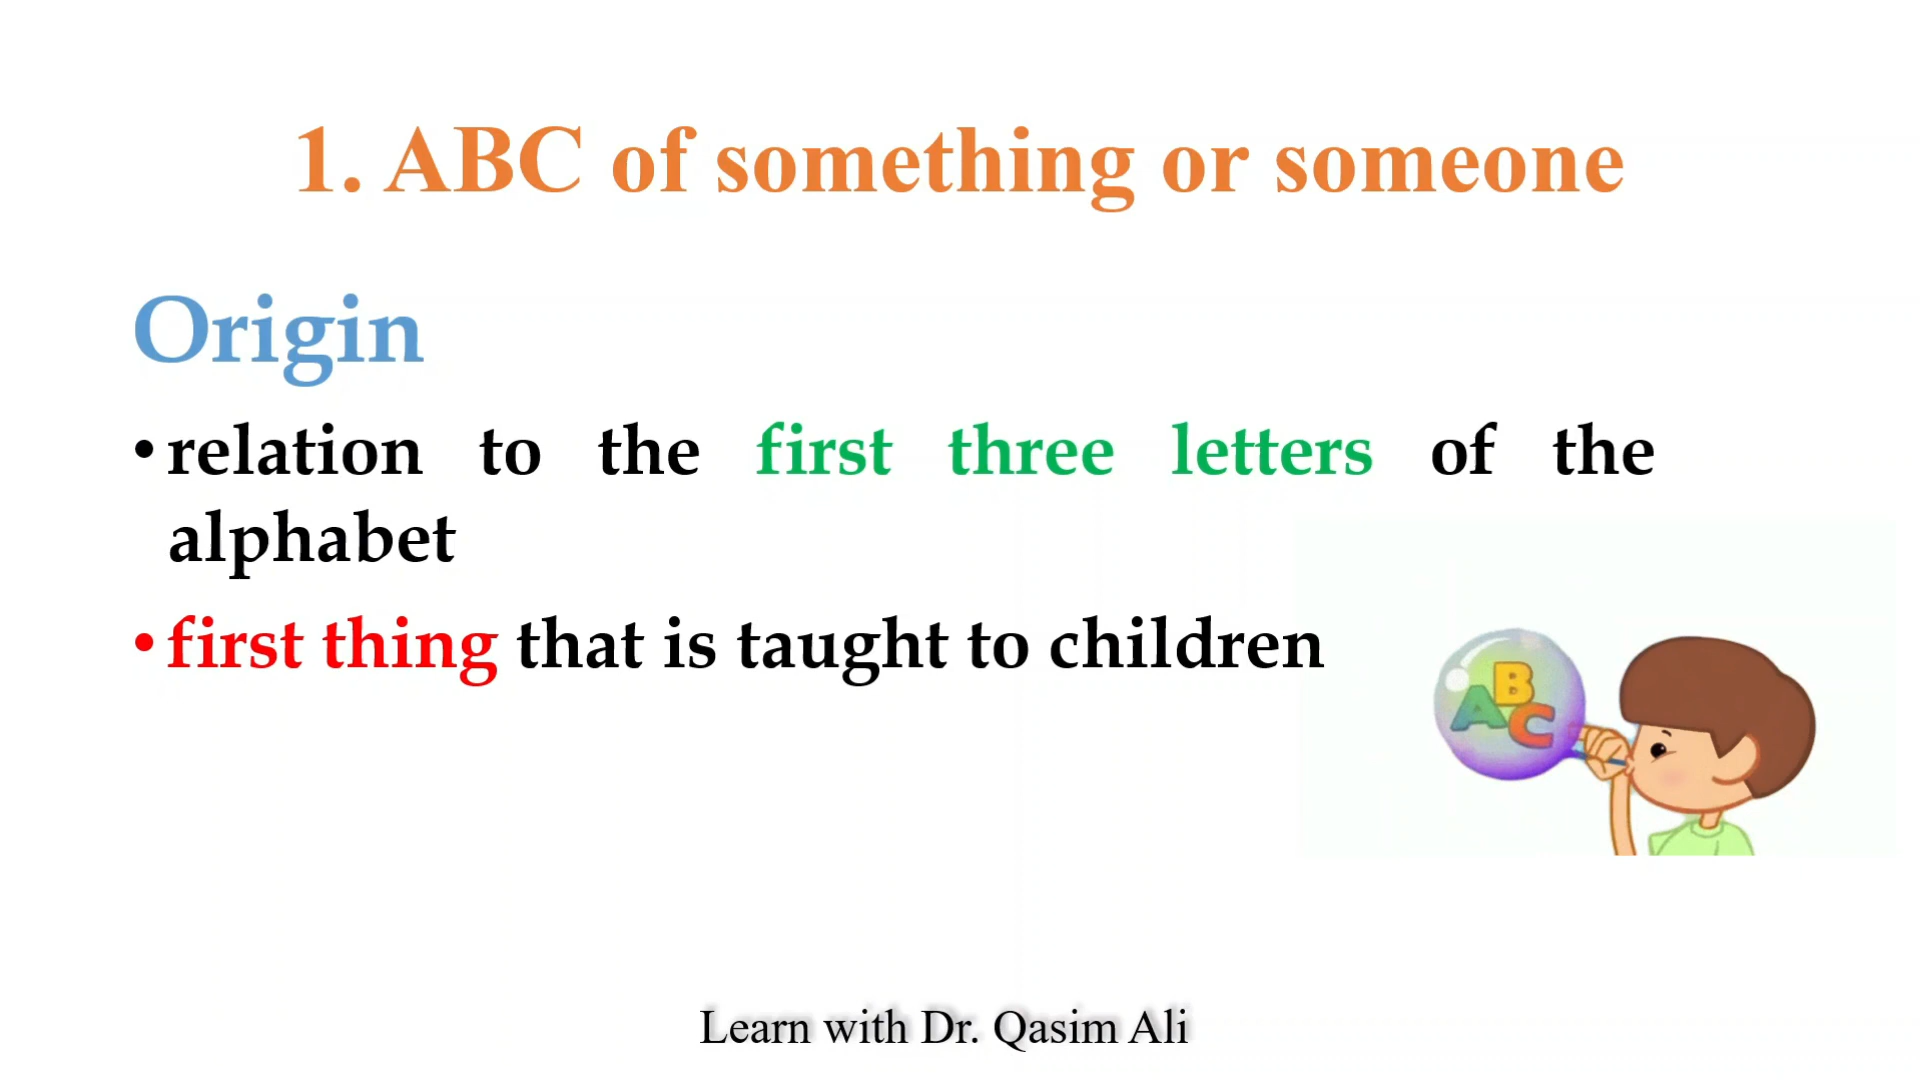 1. ABC of something or someone
Origin
•relation to the first three letters of the
alphabet
•first thing that is taught to children
A B C
Learn with Dr. Qasim Ali